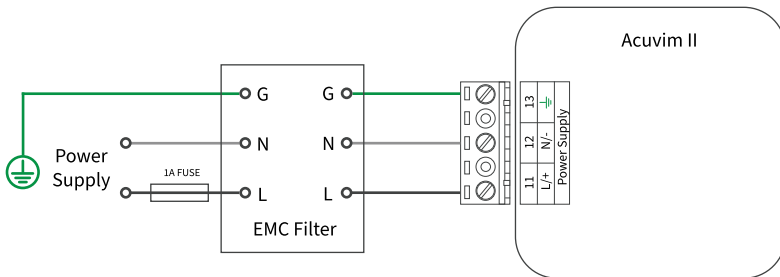 Acuvim II
G
G
13
N
N
12
N/-
Power
Supply
1A FUSE
L
L
11
L/+
Power Supply
EMC Filter